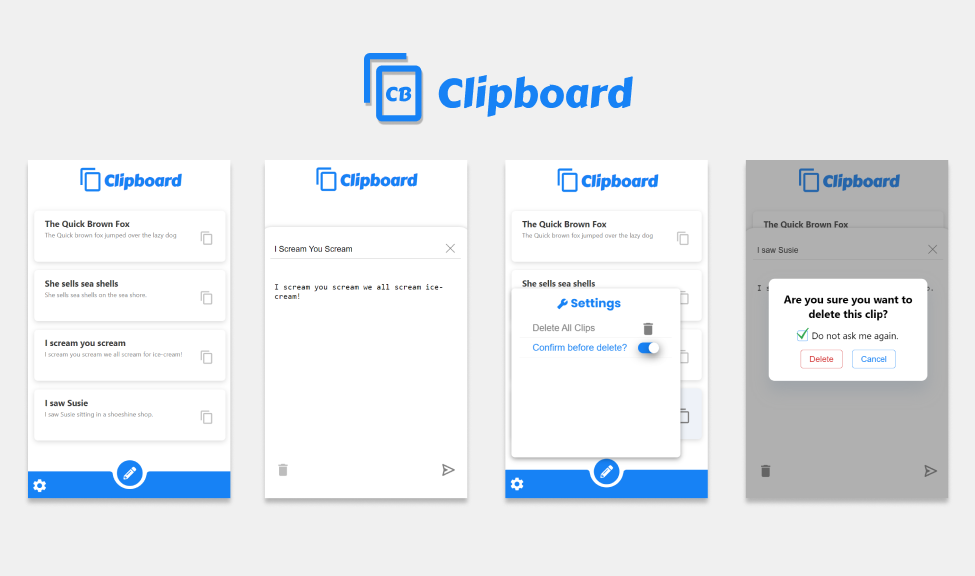 CB Clipboard
Clipboard
The Quick Brown Fox
The Quick brown fox jumped over the lazy dog
She sells sea shells
She sells sea shells on the sea shore.
I scream you scream
I scream you scream we all scream for ice-cream!
I saw Susie
I saw Susie sitting in a shoeshine shop.
Clipboard
I Scream You Scream
I scream you scream we all scream ice-
cream!
Clipboard
The Quick Brown Fox
The Quick brown fox jumped over the lazy dog
She sells sea shells
Settings
Delete All Clips
Confirm before delete?
Clipboard
The Quick Brown Fox
I saw Susie
I s
p.
Are you sure you want to
delete this clip?
Do not ask me again.
Delete
Cancel